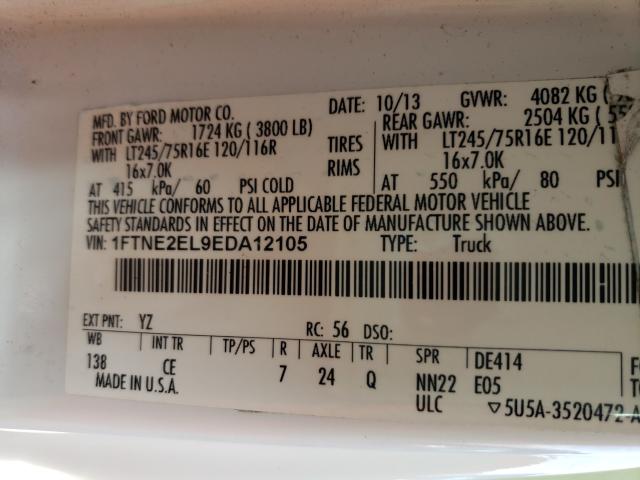 MFD. BY FORD MOTOR CO. DATE: 10/13 GVWR: 4082 KG (
FRONT GAWR: 1724 KG ( 3800 LB) REAR GAWR: 2504 KG (
WITH LT245/75R16E 120/116R TIRES WITH LT245/75R16E 120/11
16x7.0K RIMS 16x7.0K
AT 415 kPa/ 60 PSI COLD AT 550 kPa/ 80 PSI
THIS VEHICLE CONFORMS TO ALL APPLICABLE FEDERAL MOTOR VEHICLE
SAFETY STANDARDS IN EFFECT ON THE DATE OF MANUFACTURE SHOWN ABOVE.
VIN: 1FTNE2EL9EDA12105 TYPE: Truck
EXT PNT: YZ RC: 56 DSO:
WB INT TR TP/PS R AXLE TR SPR DE414
138 CE 7 24 Q NN22 E05
MADE IN U.S.A. ULC ▽5U5A-3520472-A